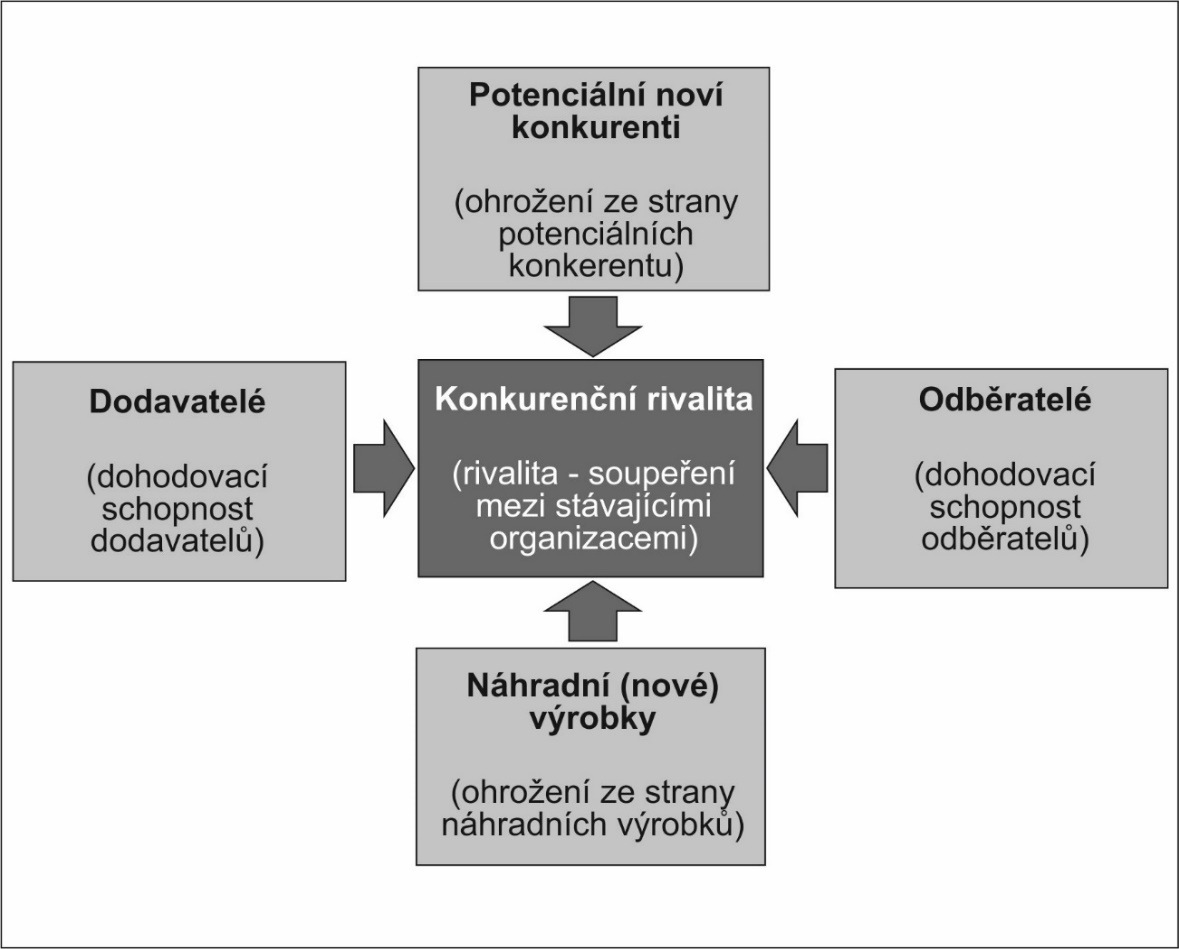 Potenciální noví
konkurenti
(ohrožení ze strany
potenciálních
konkerentu)
Dodavatelé
(dohodovací
schopnost
dodavatelů)
Konkurenční rivalita
(rivalita - soupeření
mezi stávajícími
organizacemi)
Odběratelé
(dohodovací
schopnost
odběratelů)
Náhradní (nové)
výrobky
(ohrožení ze strany
náhradních výrobků)